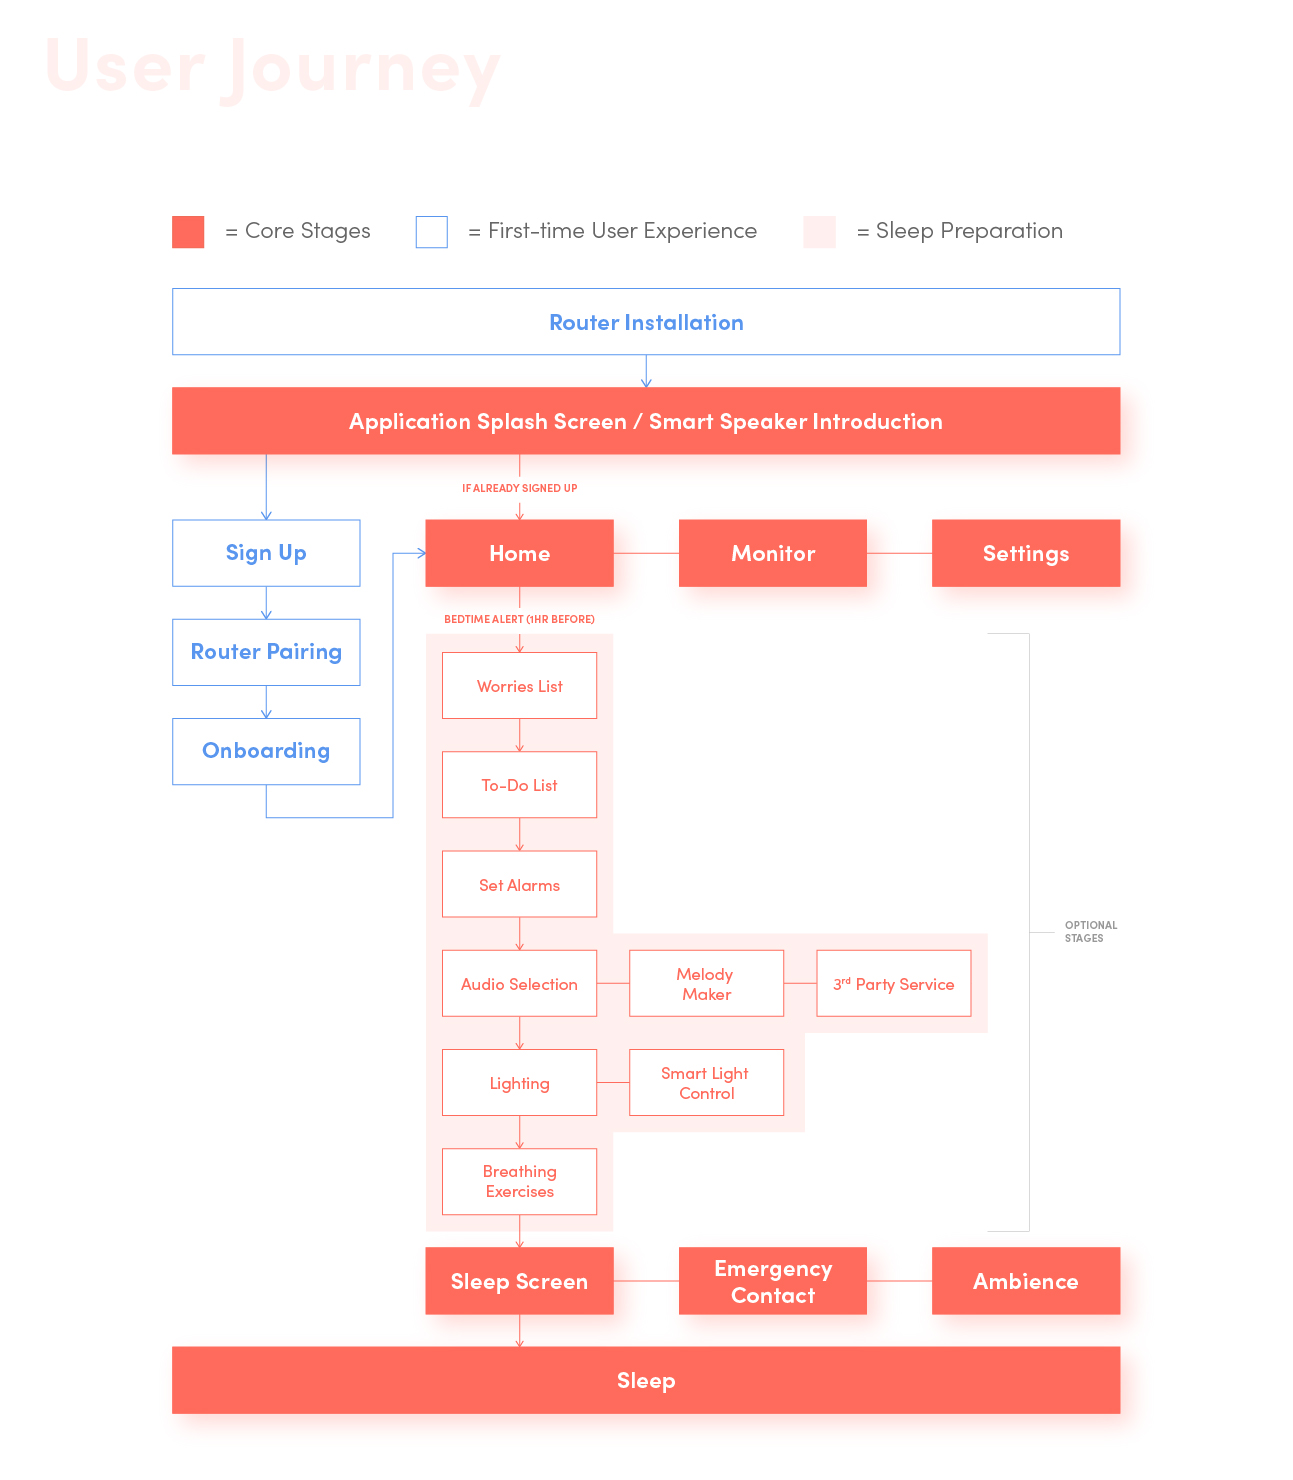 User Journey
= Core Stages
= First-time User Experience
= Sleep Preparation
Router Installation
Application Splash Screen / Smart Speaker Introduction
IF ALREADY SIGNED UP
Sign Up
Home
Monitor
Settings
BEDTIME ALERT (1HR BEFORE)
Router Pairing
Worries List
Onboarding
To-Do List
Set Alarms
OPTIONAL
STAGES
Audio Selection
Melody
Maker
3rd Party Service
Lighting
Smart Light
Control
Breathing
Exercises
Sleep Screen
Emergency
Contact
Ambience
Sleep